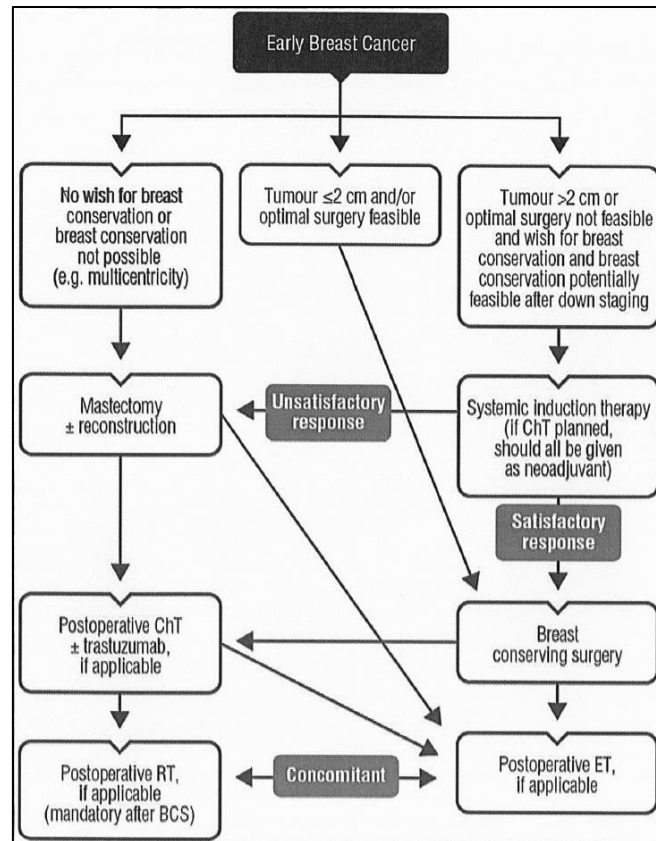 Early Breast Cancer
No wish for breast
conservation or
breast conservation
not possible
(e.g. multicentricity)
Tumour ≤2 cm and/or
optimal surgery feasible
Tumour >2 cm or
optimal surgery not feasible
and wish for breast
conservation and breast
conservation potentially
feasible after down staging
Mastectomy
± reconstruction
Unsatisfactory
response
Systemic induction therapy
(if ChT planned,
should all be given
as neoadjuvant)
Satisfactory
response
Postoperative ChT
± trastuzumab,
if applicable
Breast
conserving surgery
Postoperative RT,
if applicable
(mandatory after BCS)
Concomitant
Postoperative ET,
if applicable